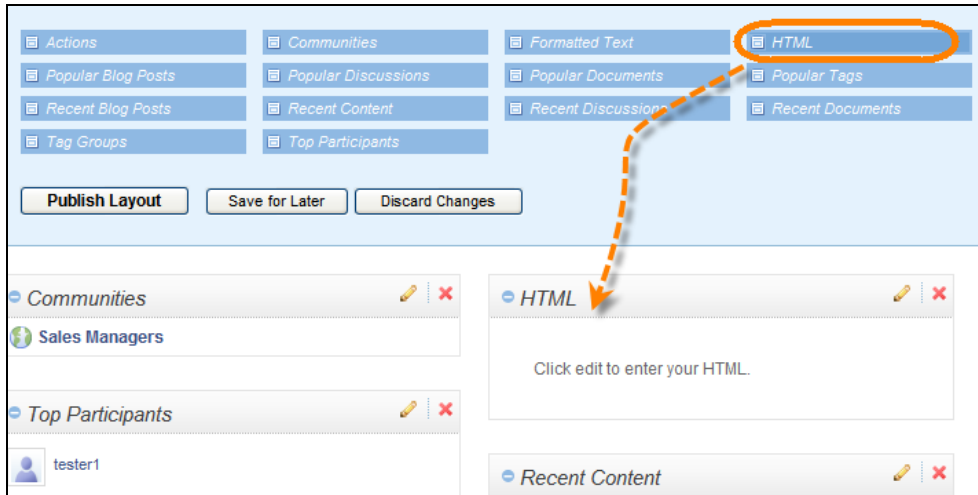 Actions Communities Formatted Text HTML
Popular Blog Posts Popular Discussions Popular Documents Popular Tags
Recent Blog Posts Recent Content Recent Discussions Recent Documents
Tag Groups Top Participants
Publish Layout Save for Later Discard Changes
Communities
Sales Managers
Top Participants
tester1
HTML
Click edit to enter your HTML.
Recent Content